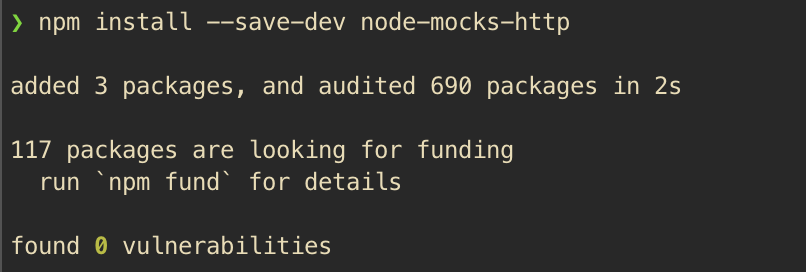 ❯ npm install --save-dev node-mocks-http
added 3 packages, and audited 690 packages in 2s
117 packages are looking for funding
run `npm fund` for details
found 0 vulnerabilities